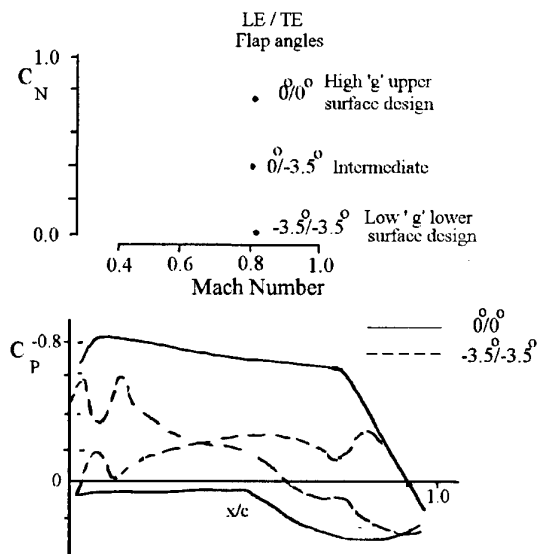 LE / TE
Flap angles
1.0
C N
0.0
0°/0° High 'g' upper
surface design
0°/-3.5° Intermediate
-3.5°/-3.5° Low 'g' lower
surface design
0.4 0.6 0.8 1.0
Mach Number
0°/0°
-3.5°/-3.5°
-0.8
C P
0
x/c
1.0